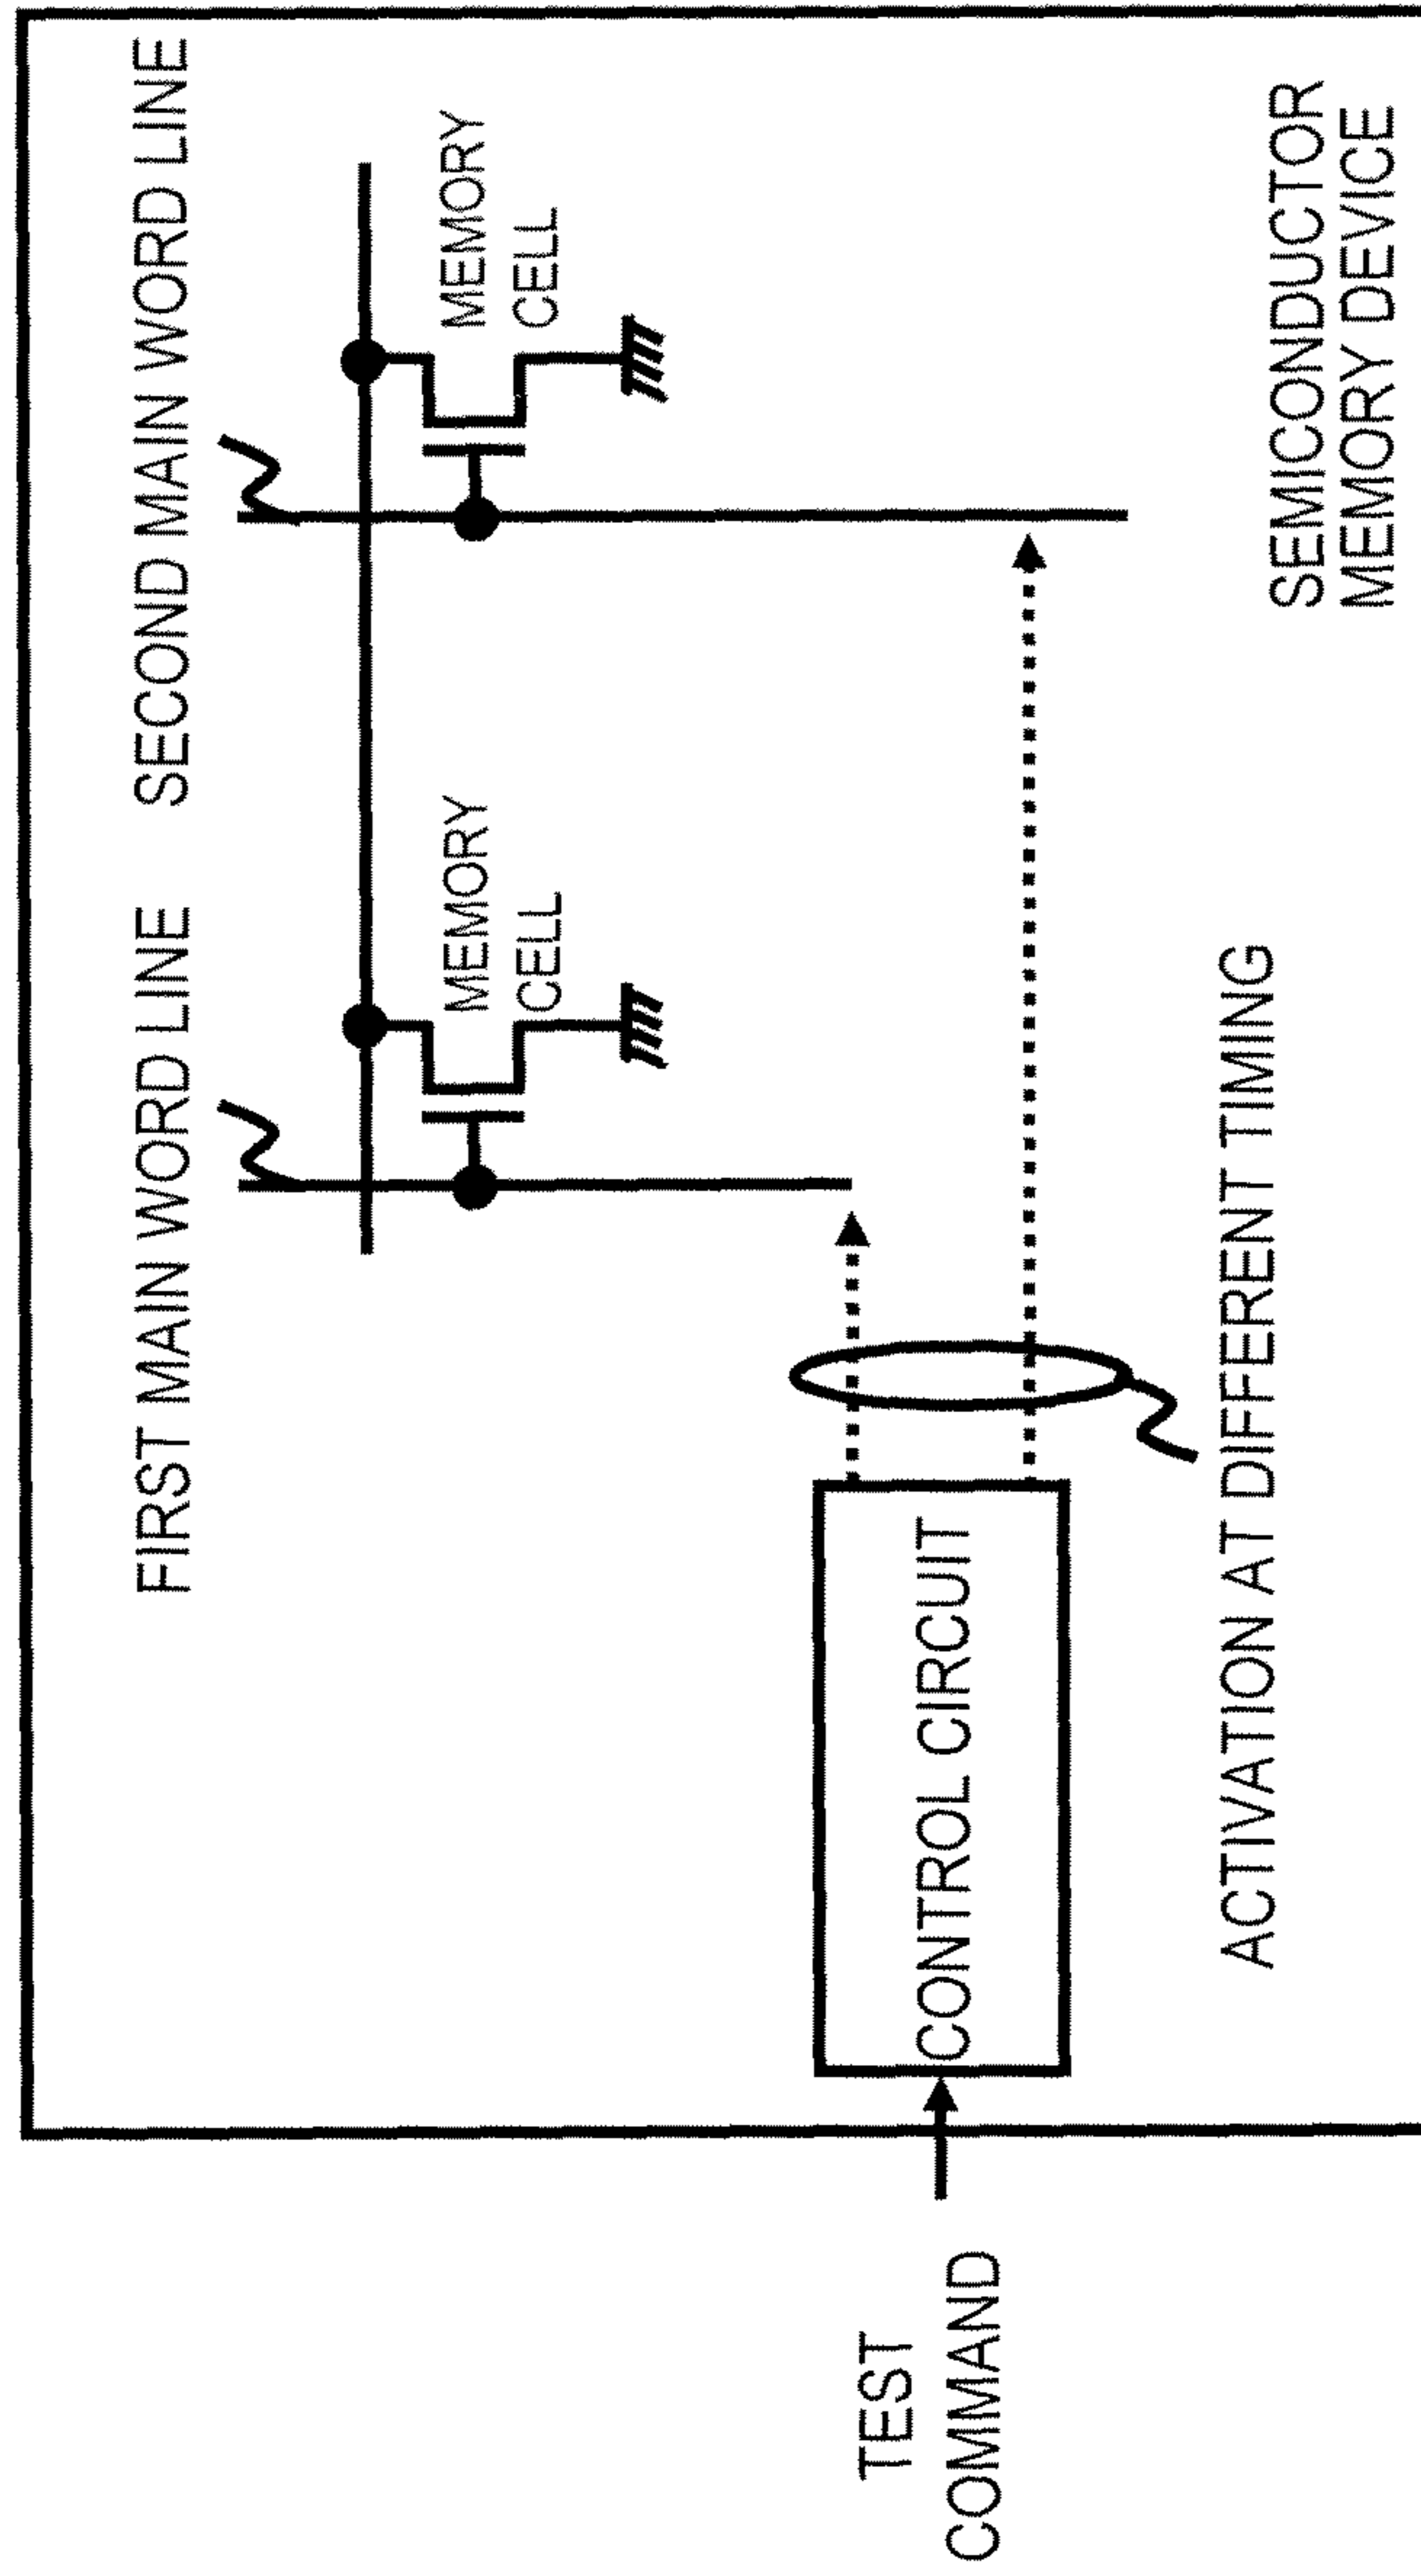 FIRST MAIN WORD LINE
SECOND MAIN WORD LINE
MEMORY
CELL
MEMORY
CELL
TEST
COMMAND
CONTROL CIRCUIT
ACTIVATION AT DIFFERENT TIMING
SEMICONDUCTOR
MEMORY DEVICE